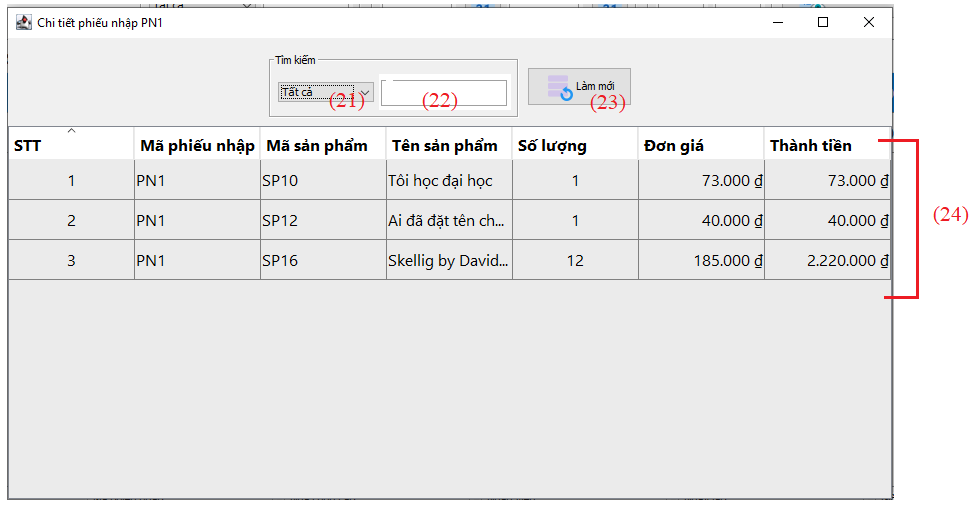 Chi tiết phiếu nhập PN1
Tìm kiếm
Tất cả (21) (22) Làm mới (23)
STT Mã phiếu nhập Mã sản phẩm Tên sản phẩm Số lượng Đơn giá Thành tiền
1 PN1 SP10 Tôi học đại học 1 73.000 ₫ 73.000 ₫
2 PN1 SP12 Ai đã đặt tên ch... 1 40.000 ₫ 40.000 ₫
(24)
3 PN1 SP16 Skellig by David... 12 185.000 ₫ 2.220.000 ₫